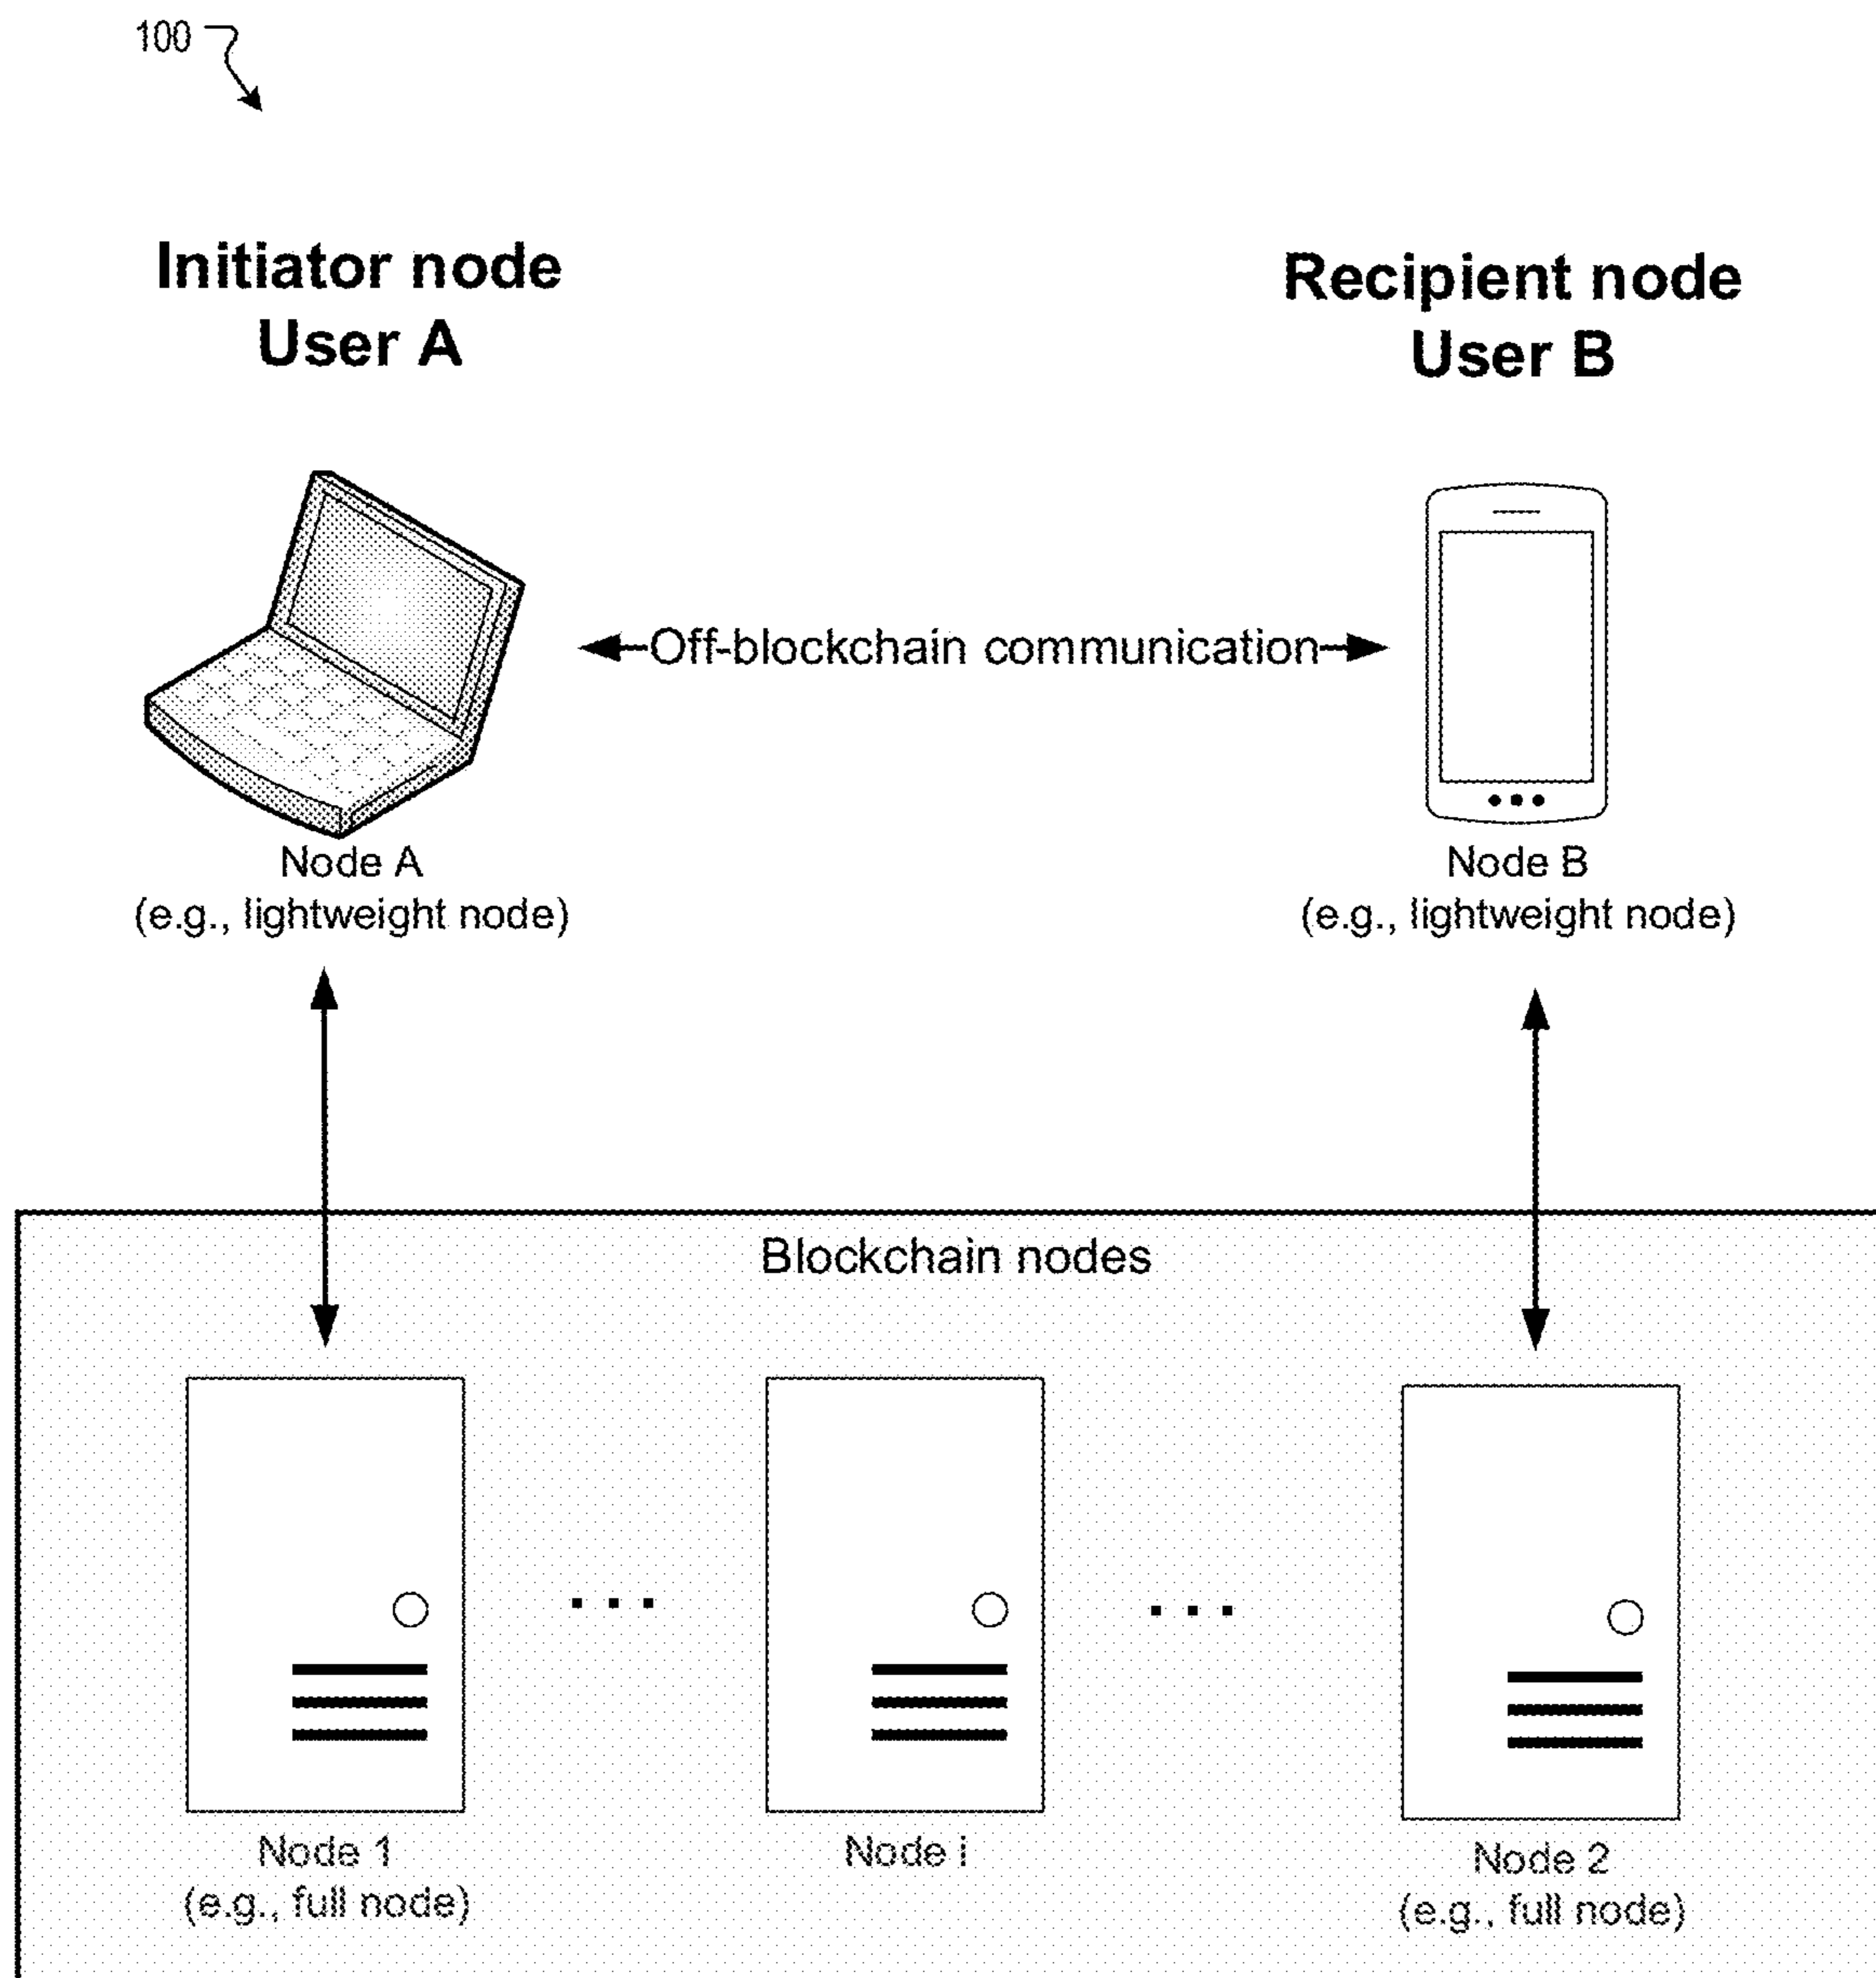 100
Initiator node
User A
Recipient node
User B
Off-blockchain communication
Node A
(e.g., lightweight node)
Node B
(e.g., lightweight node)
Blockchain nodes
Node 1
(e.g., full node)
Node i
Node 2
(e.g., full node)